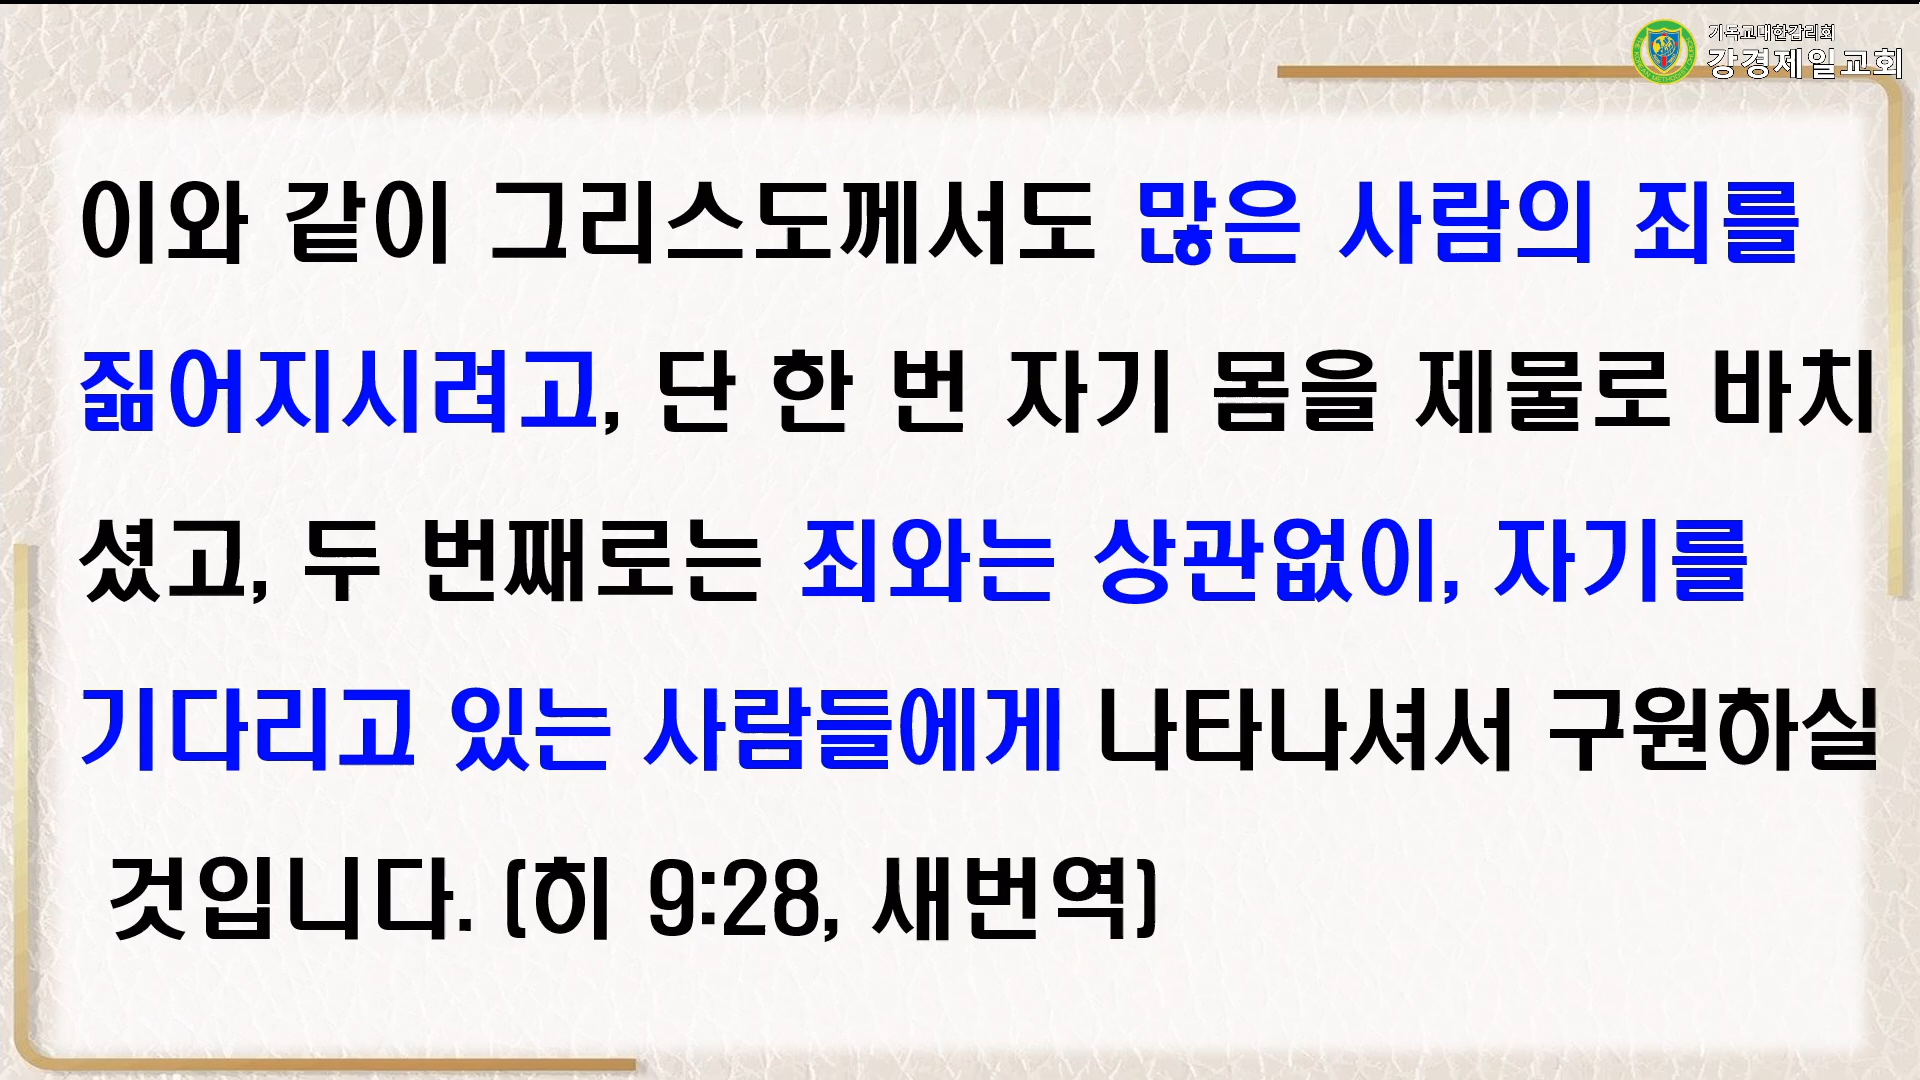 기독교대한감리회
강경제일교회
이와 같이 그리스도께서도 많은 사람의 죄를
짊어지시려고, 단 한 번 자기 몸을 제물로 바치
셨고, 두 번째로는 죄와는 상관없이, 자기를
기다리고 있는 사람들에게 나타나셔서 구원하실
것입니다. (히 9:28, 새번역)